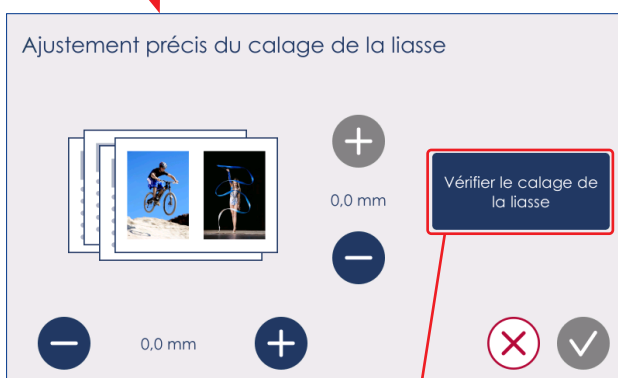 Ajustement précis du calage de la liasse
0,0 mm
Vérifier le calage de
la liasse
0,0 mm